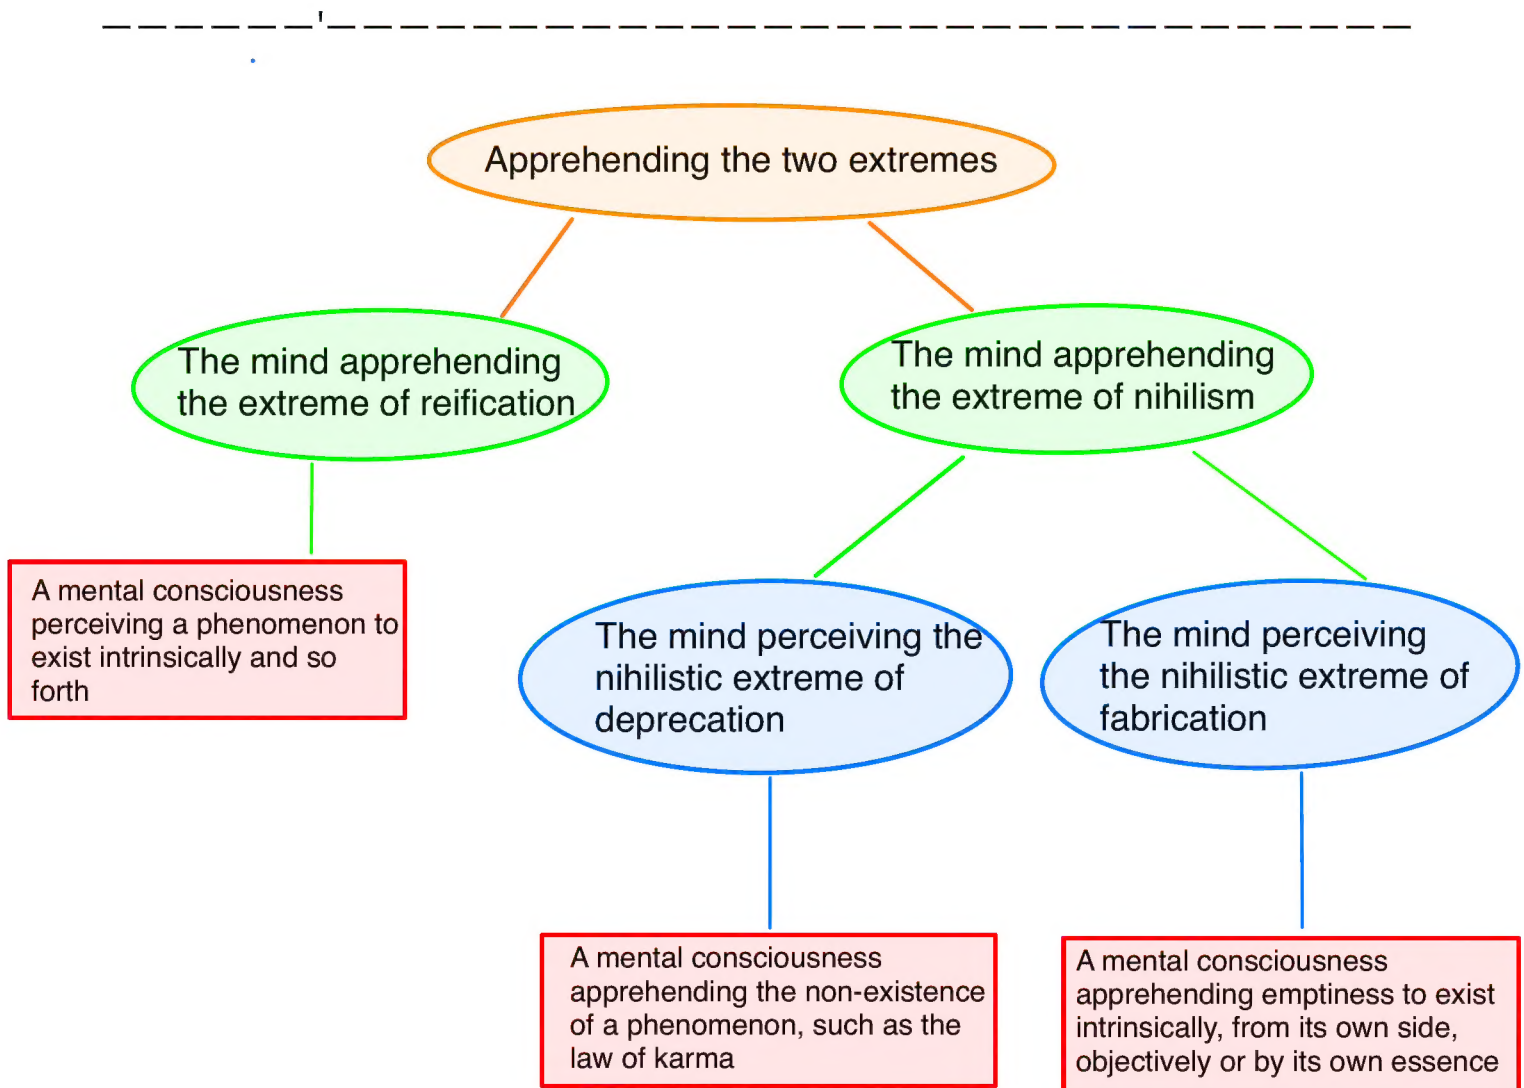 Apprehending the two extremes
The mind apprehending
the extreme of reification
The mind apprehending
the extreme of nihilism
A mental consciousness
perceiving a phenomenon to
exist intrinsically and so
forth
The mind perceiving the
nihilistic extreme of
deprecation
The mind perceiving
the nihilistic extreme of
fabrication
A mental consciousness
apprehending the non-existence
of a phenomenon, such as the
law of karma
A mental consciousness
apprehending emptiness to exist
intrinsically, from its own side,
objectively or by its own essence